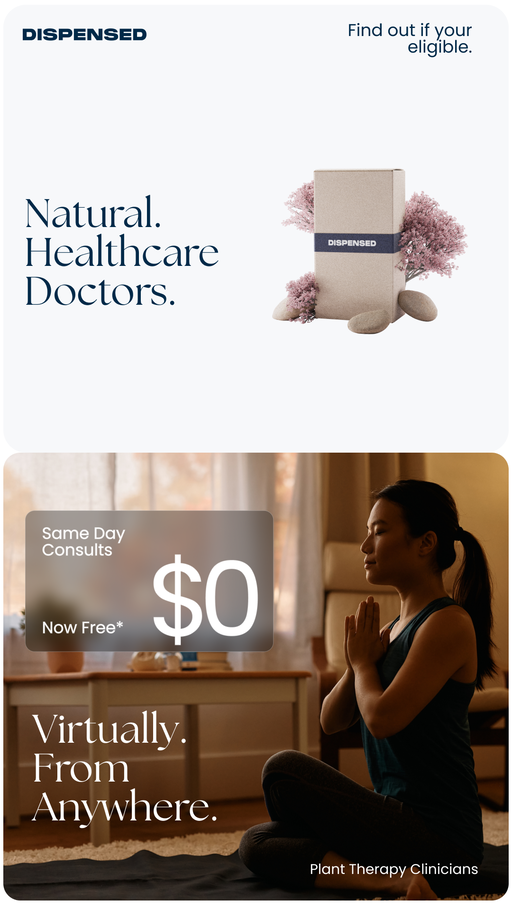 DISPENSED
Find out if your
eligible.
Natural.
Healthcare
Doctors.
DISPENSED
Same Day
Consults
Now Free*
$0
Virtually.
From
Anywhere.
Plant Therapy Clinicians